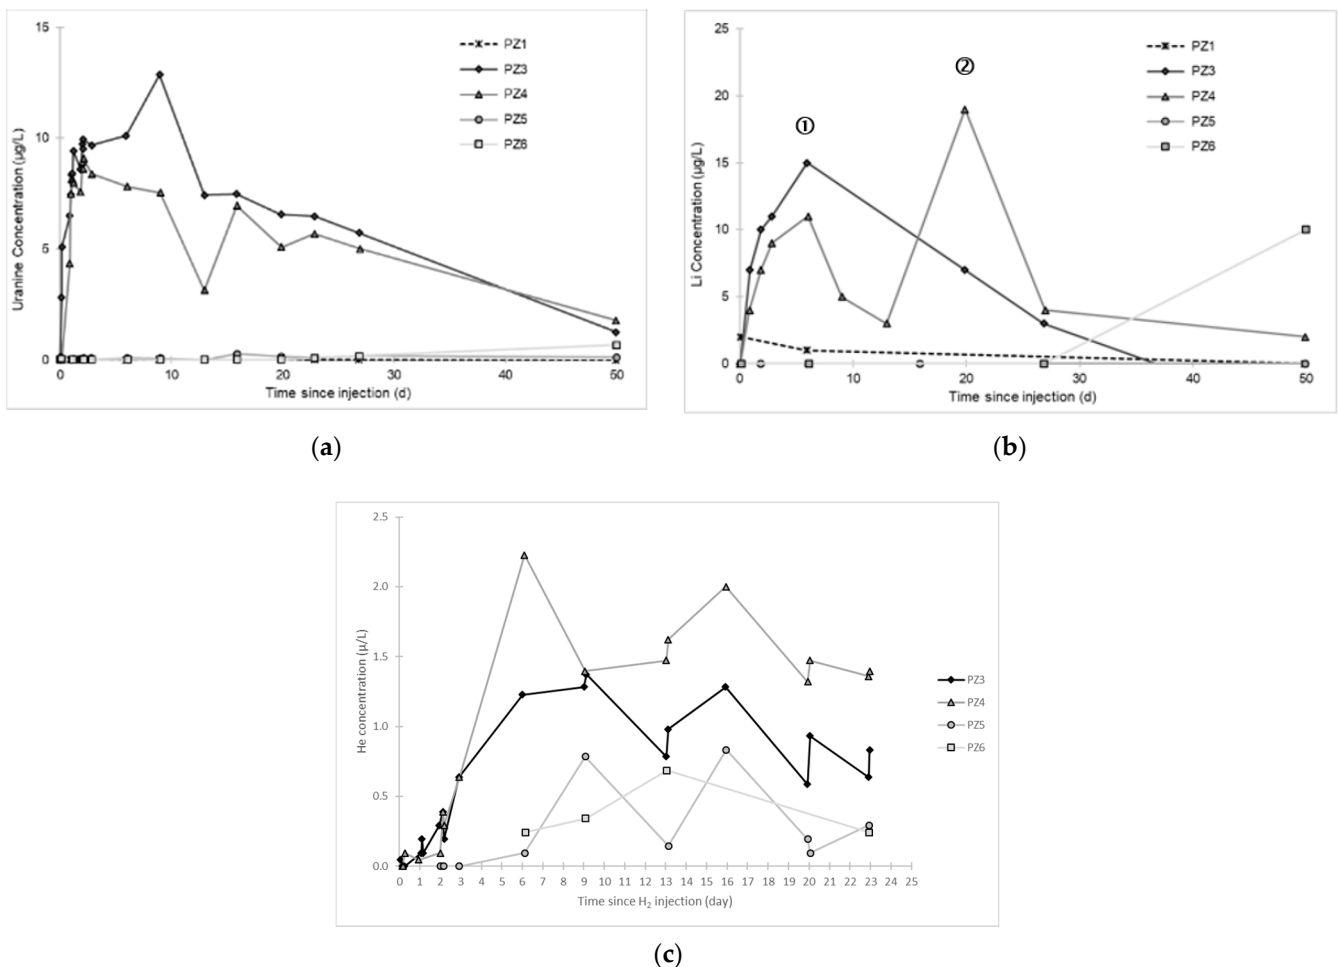 15
10
5
0
Uranine Concentration (µg/L)
PZ1
PZ3
PZ4
PZ5
PZ6
0 10 20 30 40 50
Time since injection (d)
(a)
25
20
15
10
5
0
Li Concentration (µg/L)
① ②
PZ1
PZ3
PZ4
PZ5
PZ6
0 10 20 30 40 50
Time since injection (d)
(b)
2.5
2.0
1.5
1.0
0.5
0.0
He concentration (µ/L)
PZ3
PZ4
PZ5
PZ6
0 1 2 3 4 5 6 7 8 9 10 11 12 13 14 15 16 17 18 19 20 21 22 23 24 25
Time since H₂ injection (day)
(c)